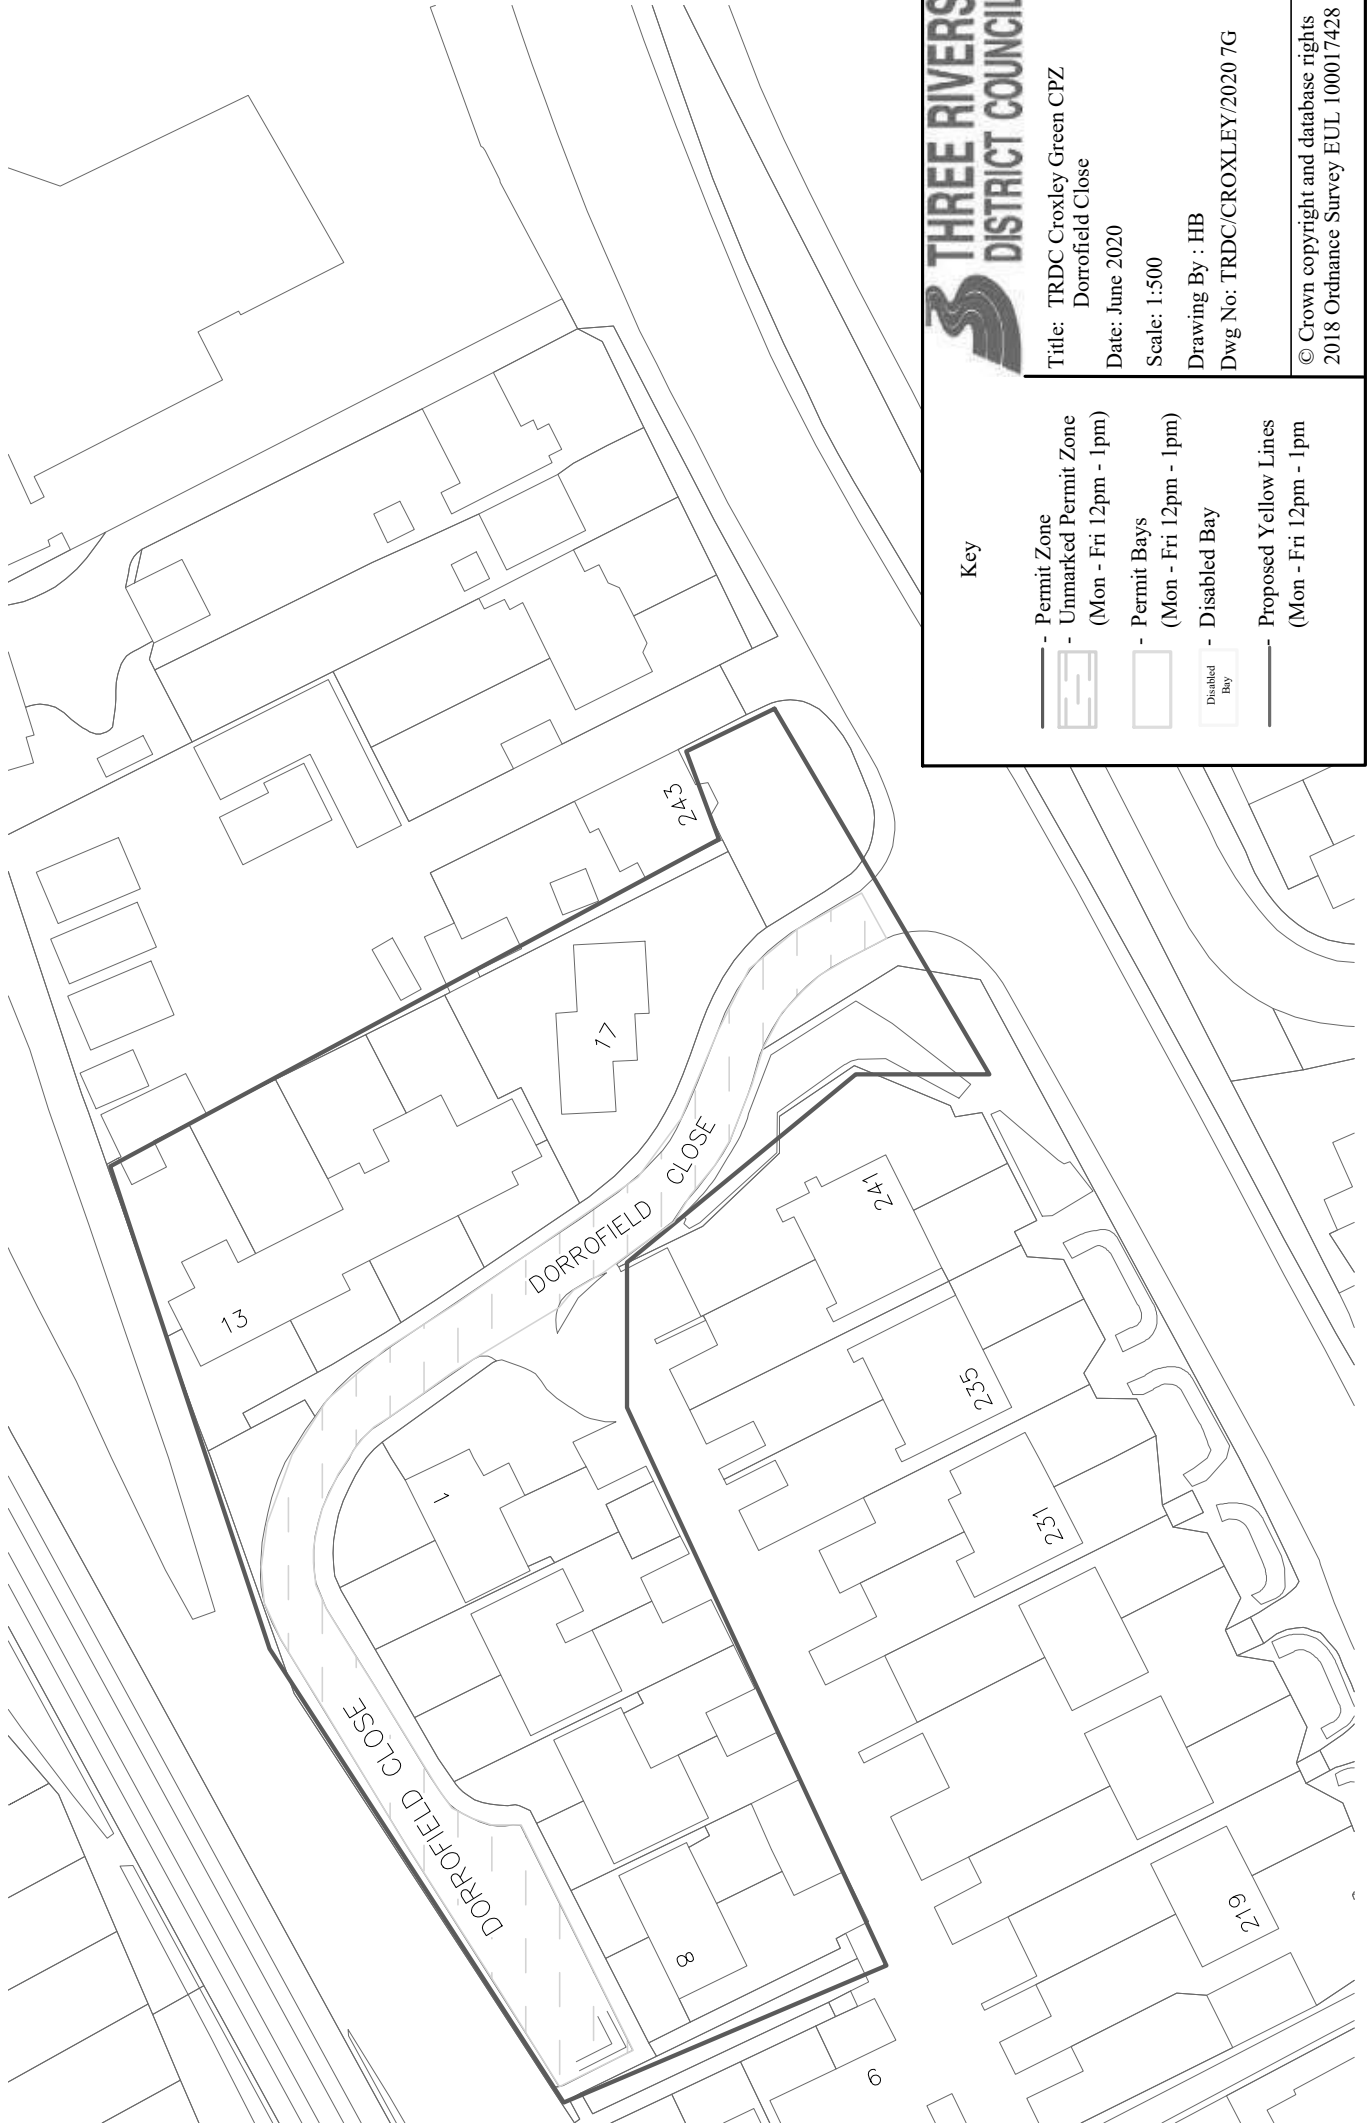 243
17
DORROFIELD CLOSE
13
241
235
1
231
DORROFIELD CLOSE
8
219
6
Key
- Permit Zone
- Unmarked Permit Zone
(Mon - Fri 12pm - 1pm)
- Permit Bays
(Mon - Fri 12pm - 1pm)
Disabled
Bay
- Disabled Bay
- Proposed Yellow Lines
(Mon - Fri 12pm - 1pm
THREE RIVERS
DISTRICT COUNCIL
Title: TRDC Croxley Green CPZ
Dorrofield Close
Date: June 2020
Scale: 1:500
Drawing By : HB
Dwg No: TRDC/CROXLEY/2020 7G
© Crown copyright and database rights
2018 Ordnance Survey EUL 100017428